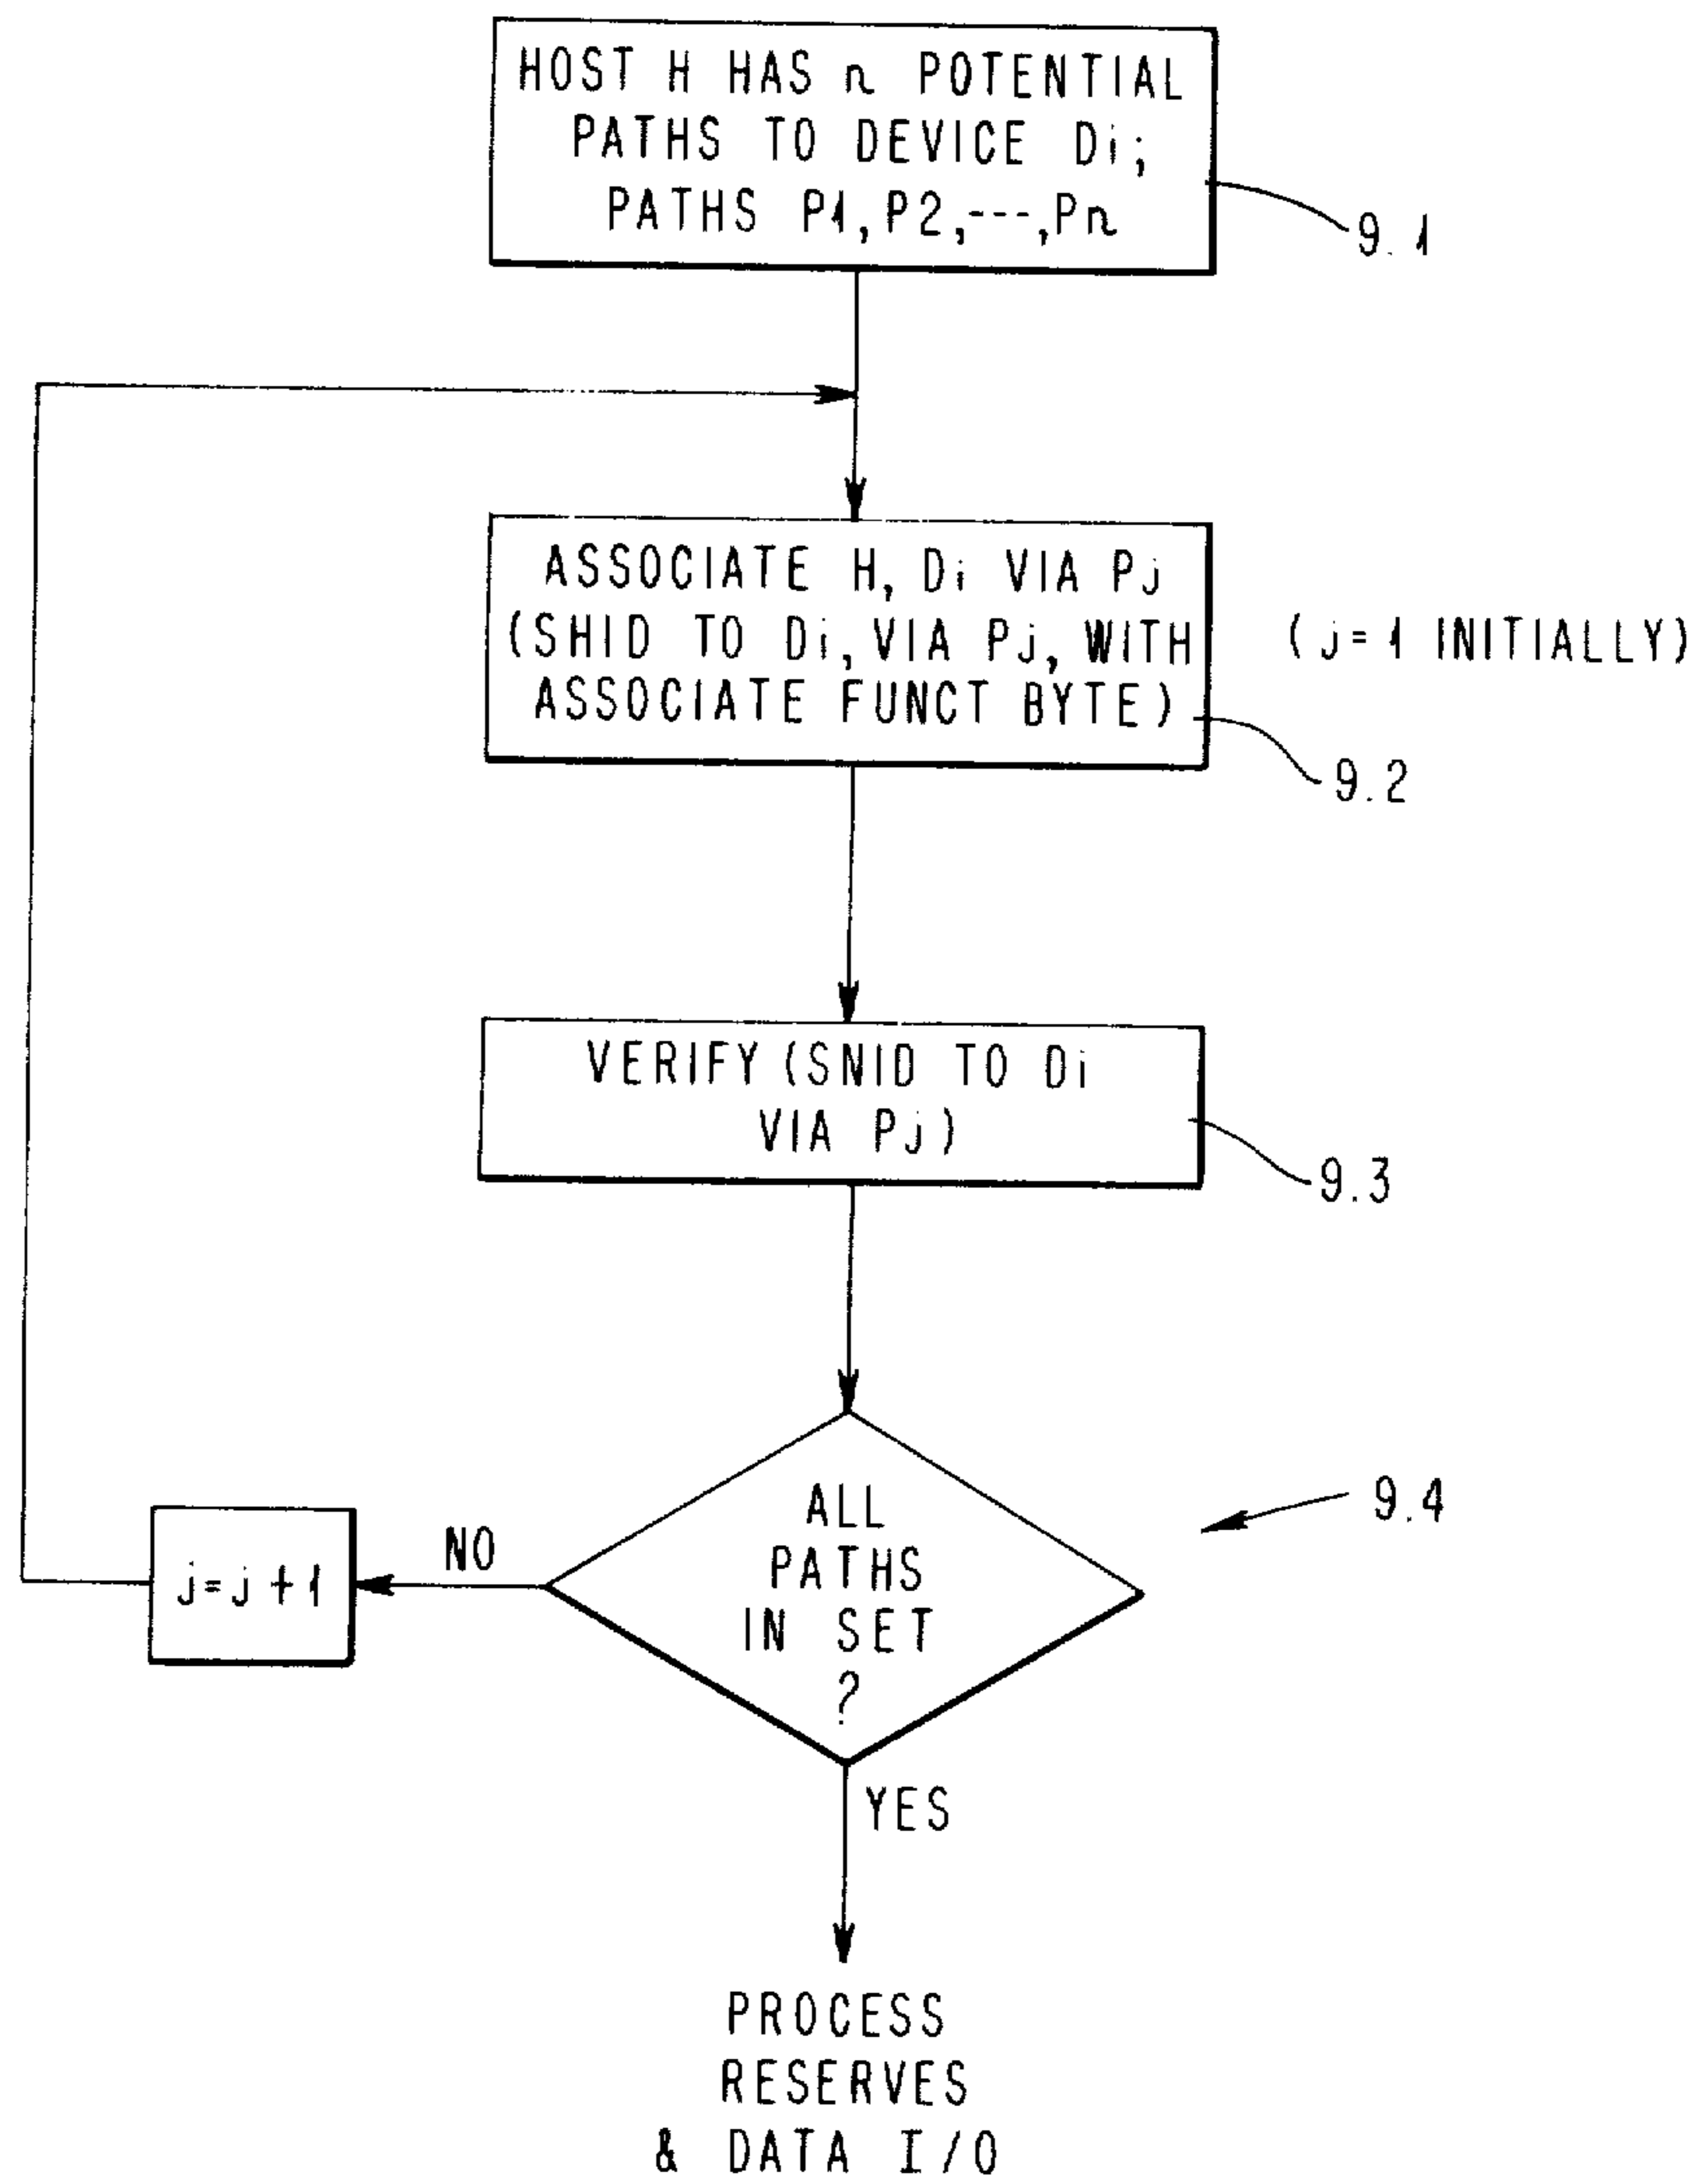 HOST H HAS n POTENTIAL
PATHS TO DEVICE Di;
PATHS P1, P2,---,Pn
9.1
ASSOCIATE H, Di VIA Pj
(SHID TO Di, VIA Pj, WITH
ASSOCIATE FUNCT BYTE)
(j=1 INITIALLY)
9.2
VERIFY (SNID TO Di
VIA Pj)
9.3
ALL
PATHS
IN SET
?
9.4
NO
j=j+1
YES
PROCESS
RESERVES
& DATA I/O